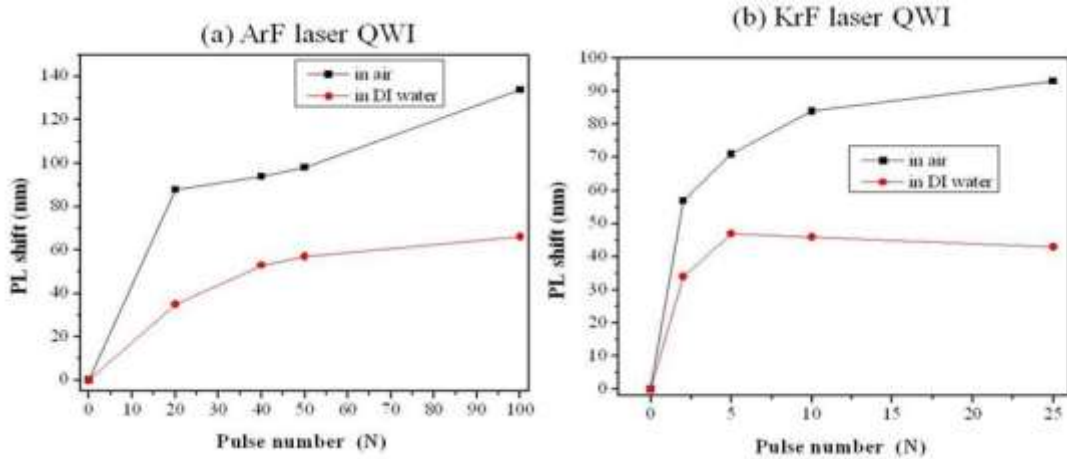 (a) ArF laser QWI
in air
in DI water
140
120
100
80
60
40
20
0
PL shift (nm)
0 10 20 30 40 50 60 70 80 90 100
Pulse number (N)
(b) KrF laser QWI
in air
in DI water
100
90
80
70
60
50
40
30
20
10
0
PL shift (nm)
0 5 10 15 20 25
Pulse number (N)